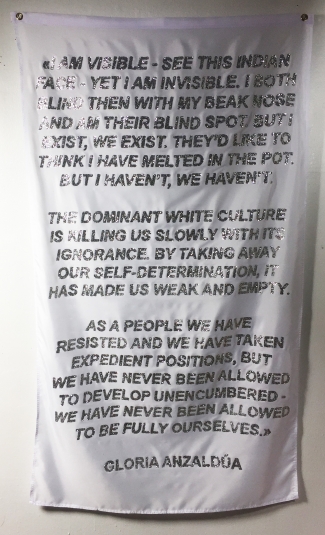 «I AM VISIBLE - SEE THIS INDIAN
FACE - YET I AM INVISIBLE. I BOTH
BLIND THEN WITH MY BEAK NOSE
AND AM THEIR BLIND SPOT. BUT I
EXIST, WE EXIST. THEY'D LIKE TO
THINK I HAVE MELTED IN THE POT.
BUT I HAVEN'T, WE HAVEN'T.
THE DOMINANT WHITE CULTURE
IS KILLING US SLOWLY WITH ITS
IGNORANCE. BY TAKING AWAY
OUR SELF-DETERMINATION, IT
HAS MADE US WEAK AND EMPTY.
AS A PEOPLE WE HAVE
RESISTED AND WE HAVE TAKEN
EXPEDIENT POSITIONS, BUT
WE HAVE NEVER BEEN ALLOWED
TO DEVELOP UNENCUMBERED -
WE HAVE NEVER BEEN ALLOWED
TO BE FULLY OURSELVES.»
GLORIA ANZALDÚA